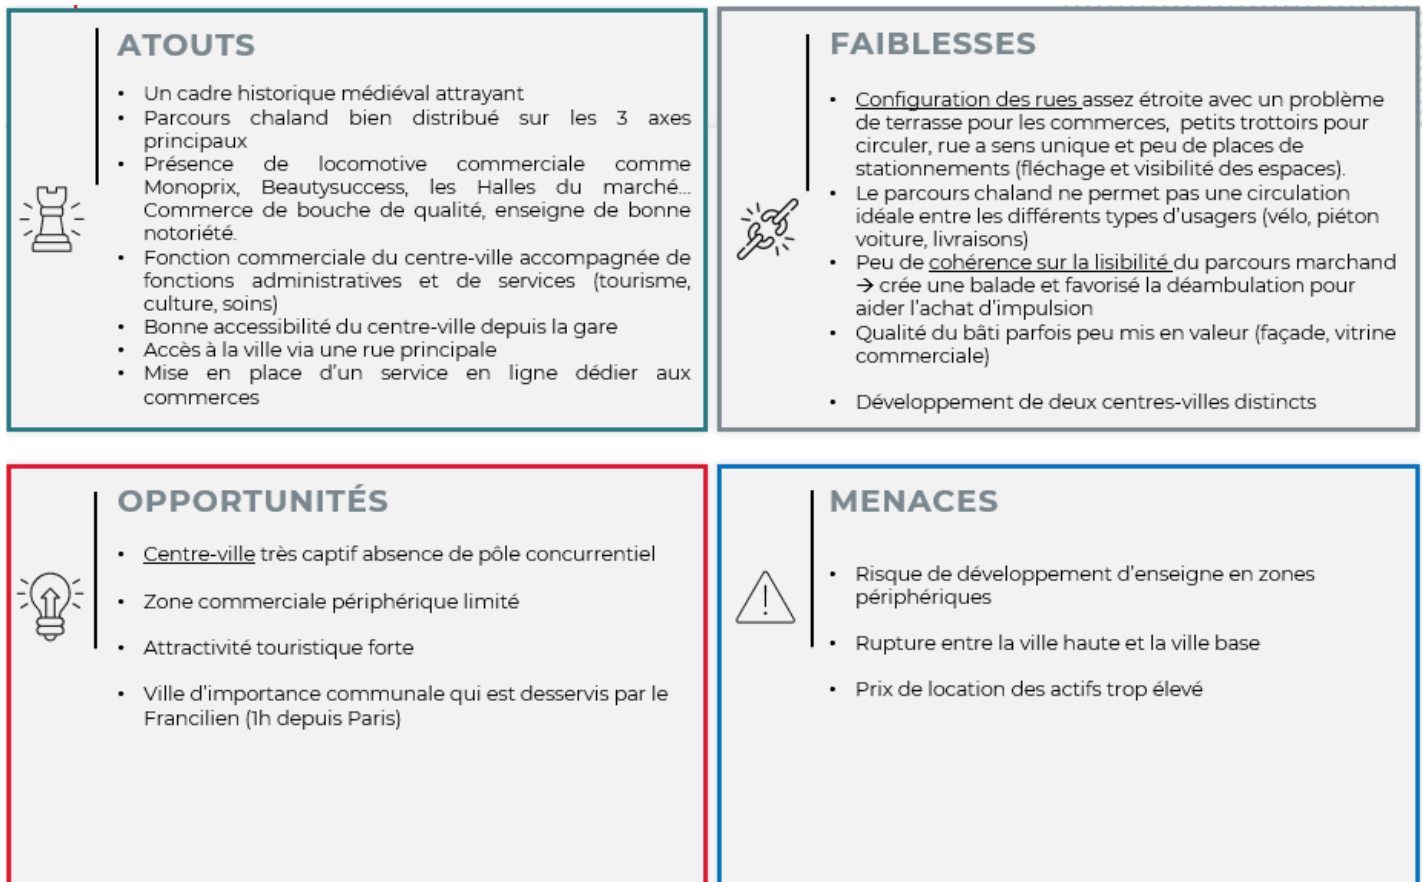 ATOUTS
• Un cadre historique médiéval attrayant
• Parcours chaland bien distribué sur les 3 axes
principaux
• Présence de locomotive commerciale comme
Monoprix, Beautysuccess, les Halles du marché...
Commerce de bouche de qualité, enseigne de bonne
notoriété.
• Fonction commerciale du centre-ville accompagnée de
fonctions administratives et de services (tourisme,
culture, soins)
• Bonne accessibilité du centre-ville depuis la gare
• Accès à la ville via une rue principale
• Mise en place d'un service en ligne dédier aux
commerces
FAIBLESSES
• Configuration des rues assez étroite avec un problème
de terrasse pour les commerces, petits trottoirs pour
circuler, rue a sens unique et peu de places de
stationnements (fléchage et visibilité des espaces).
• Le parcours chaland ne permet pas une circulation
idéale entre les différents types d'usagers (vélo, piéton
voiture, livraisons)
• Peu de cohérence sur la lisibilité du parcours marchand
→ crée une balade et favorisé la déambulation pour
aider l'achat d'impulsion
• Qualité du bâti parfois peu mis en valeur (façade, vitrine
commerciale)
• Développement de deux centres-villes distincts
OPPORTUNITÉS
• Centre-ville très captif absence de pôle concurrentiel
• Zone commerciale périphérique limité
• Attractivité touristique forte
• Ville d'importance communale qui est desservis par le
Francilien (1h depuis Paris)
MENACES
• Risque de développement d'enseigne en zones
périphériques
• Rupture entre la ville haute et la ville base
• Prix de location des actifs trop élevé